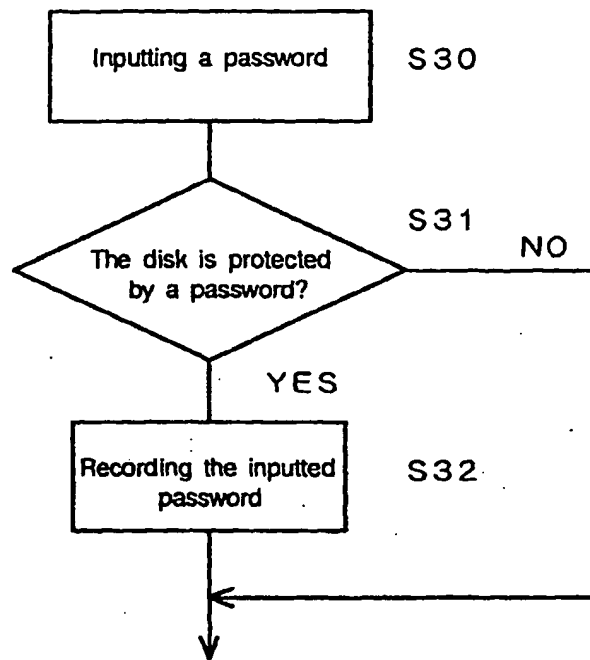 Inputting a password
S30
S31
NO
The disk is protected
by a password?
YES
Recording the inputted
password
S32